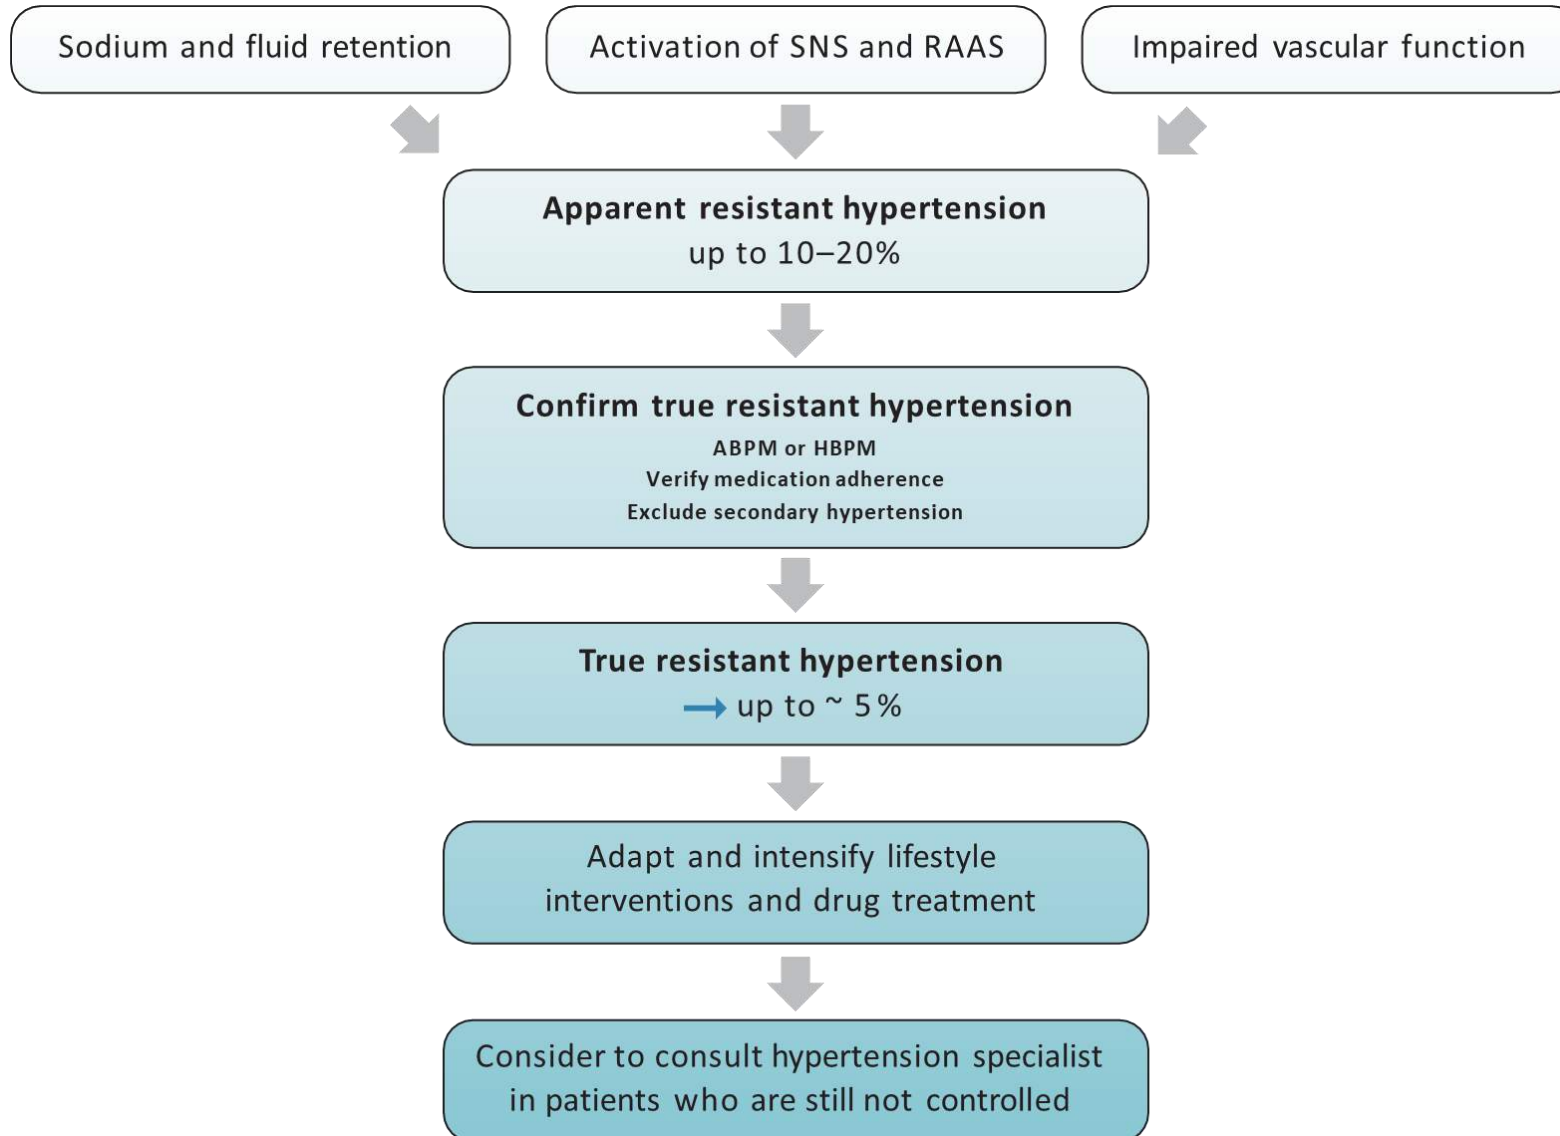 Sodium and fluid retention
Activation of SNS and RAAS
Impaired vascular function
Apparent resistant hypertension
up to 10–20%
Confirm true resistant hypertension
ABPM or HBPM
Verify medication adherence
Exclude secondary hypertension
True resistant hypertension
→ up to ~ 5%
Adapt and intensify lifestyle
interventions and drug treatment
Consider to consult hypertension specialist
in patients who are still not controlled